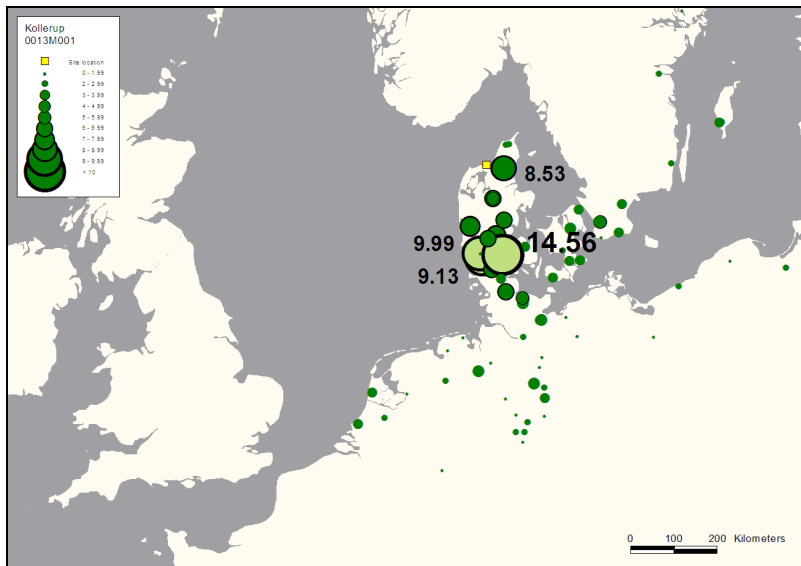 Kollerup
0013M001
Site location
0 - 1.99
2 - 2.99
3 - 3.99
4 - 4.99
5 - 5.99
6 - 6.99
7 - 7.99
8 - 8.99
9 - 9.99
> 10
8.53
9.99
14.56
9.13
0 100 200 Kilometers